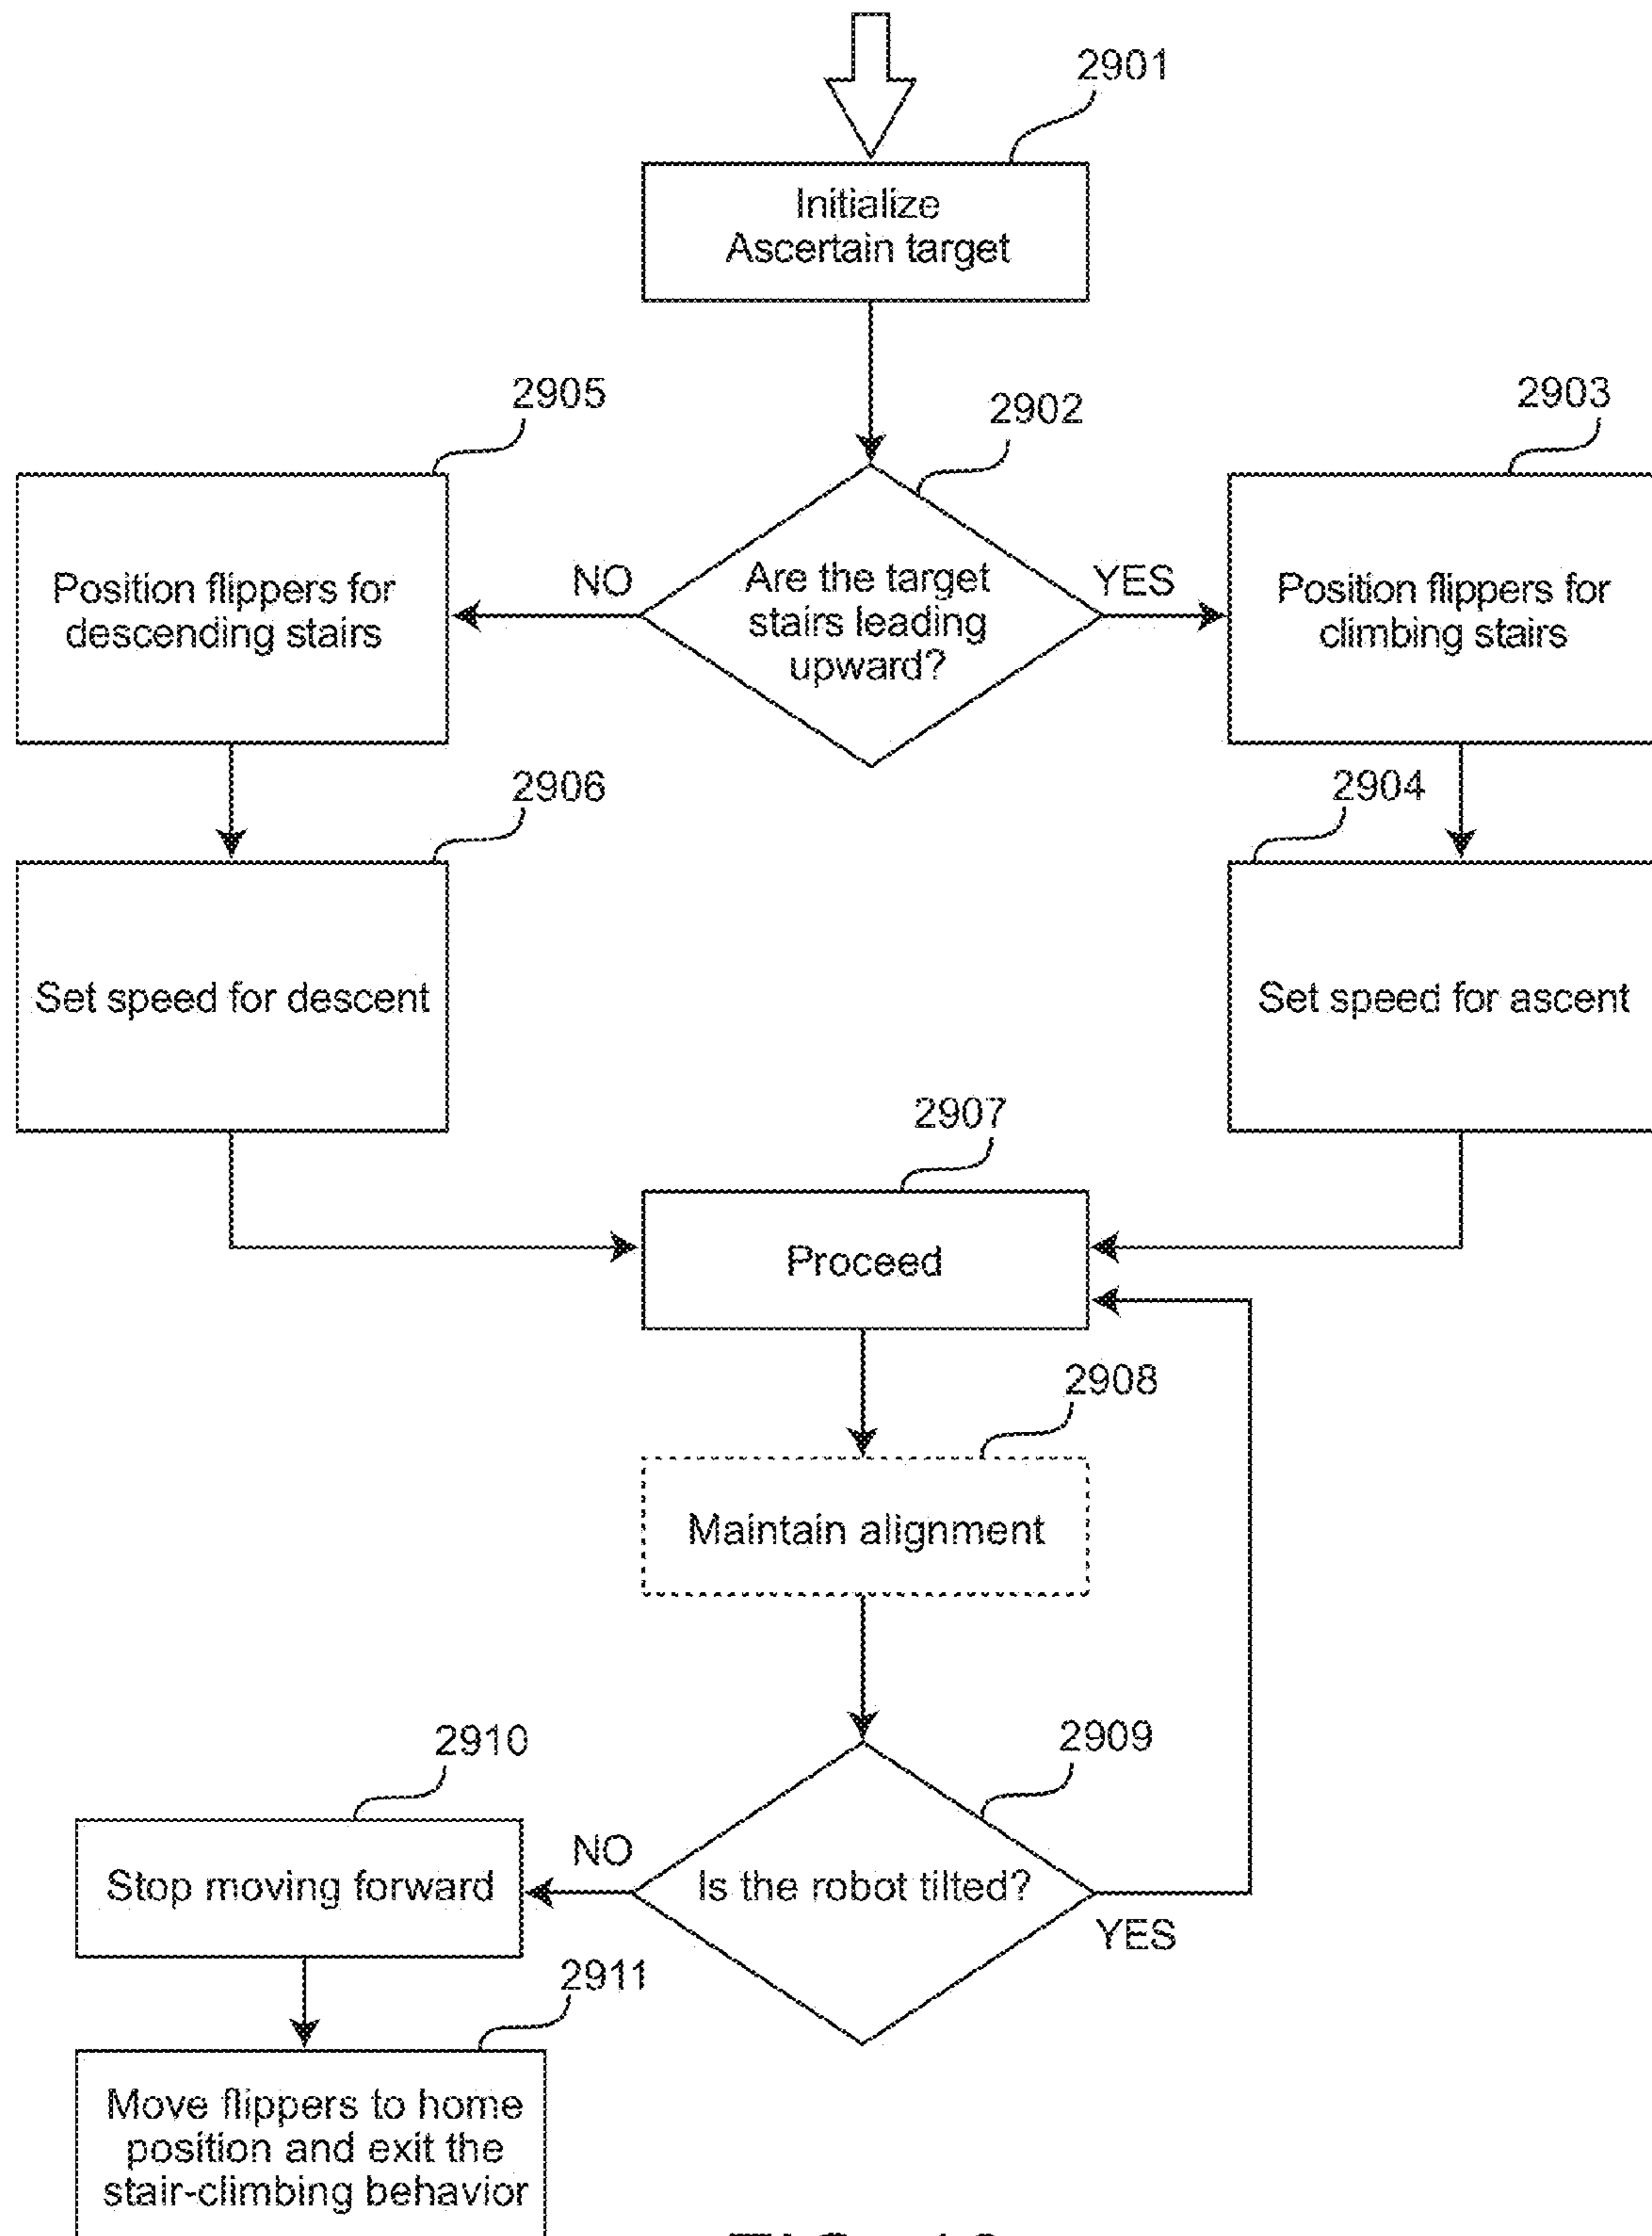 2901
Initialize
Ascertain target
2905
2902
2903
Position flippers for
descending stairs
NO
Are the target
stairs leading
upward?
YES
Position flippers for
climbing stairs
2906
2904
Set speed for descent
Set speed for ascent
2907
Proceed
2908
Maintain alignment
2909
2910
Is the robot tilted?
NO
YES
Stop moving forward
2911
Move flippers to home
position and exit the
stair-climbing behavior